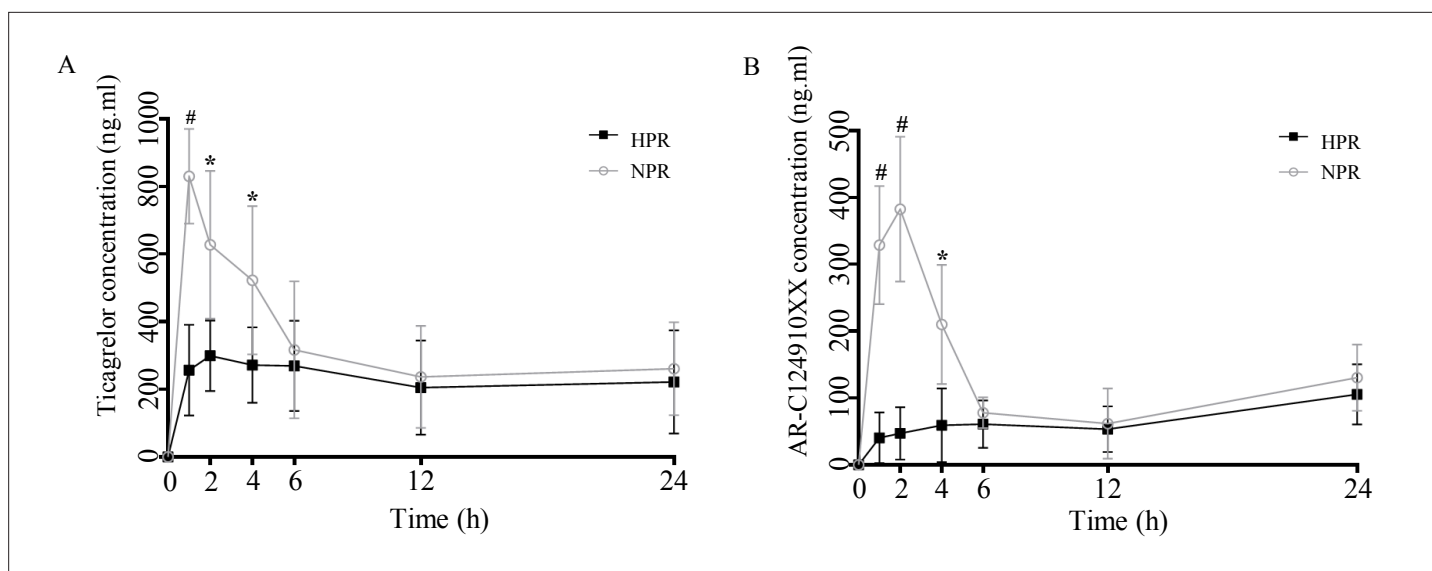 A
Ticagrelor concentration (ng.ml)
1000
800
600
400
200
0
#
*
*
HPR
NPR
0 2 4 6 12 24
Time (h)
B
AR-C124910XX concentration (ng.ml)
500
400
300
200
100
0
#
#
*
HPR
NPR
0 2 4 6 12 24
Time (h)